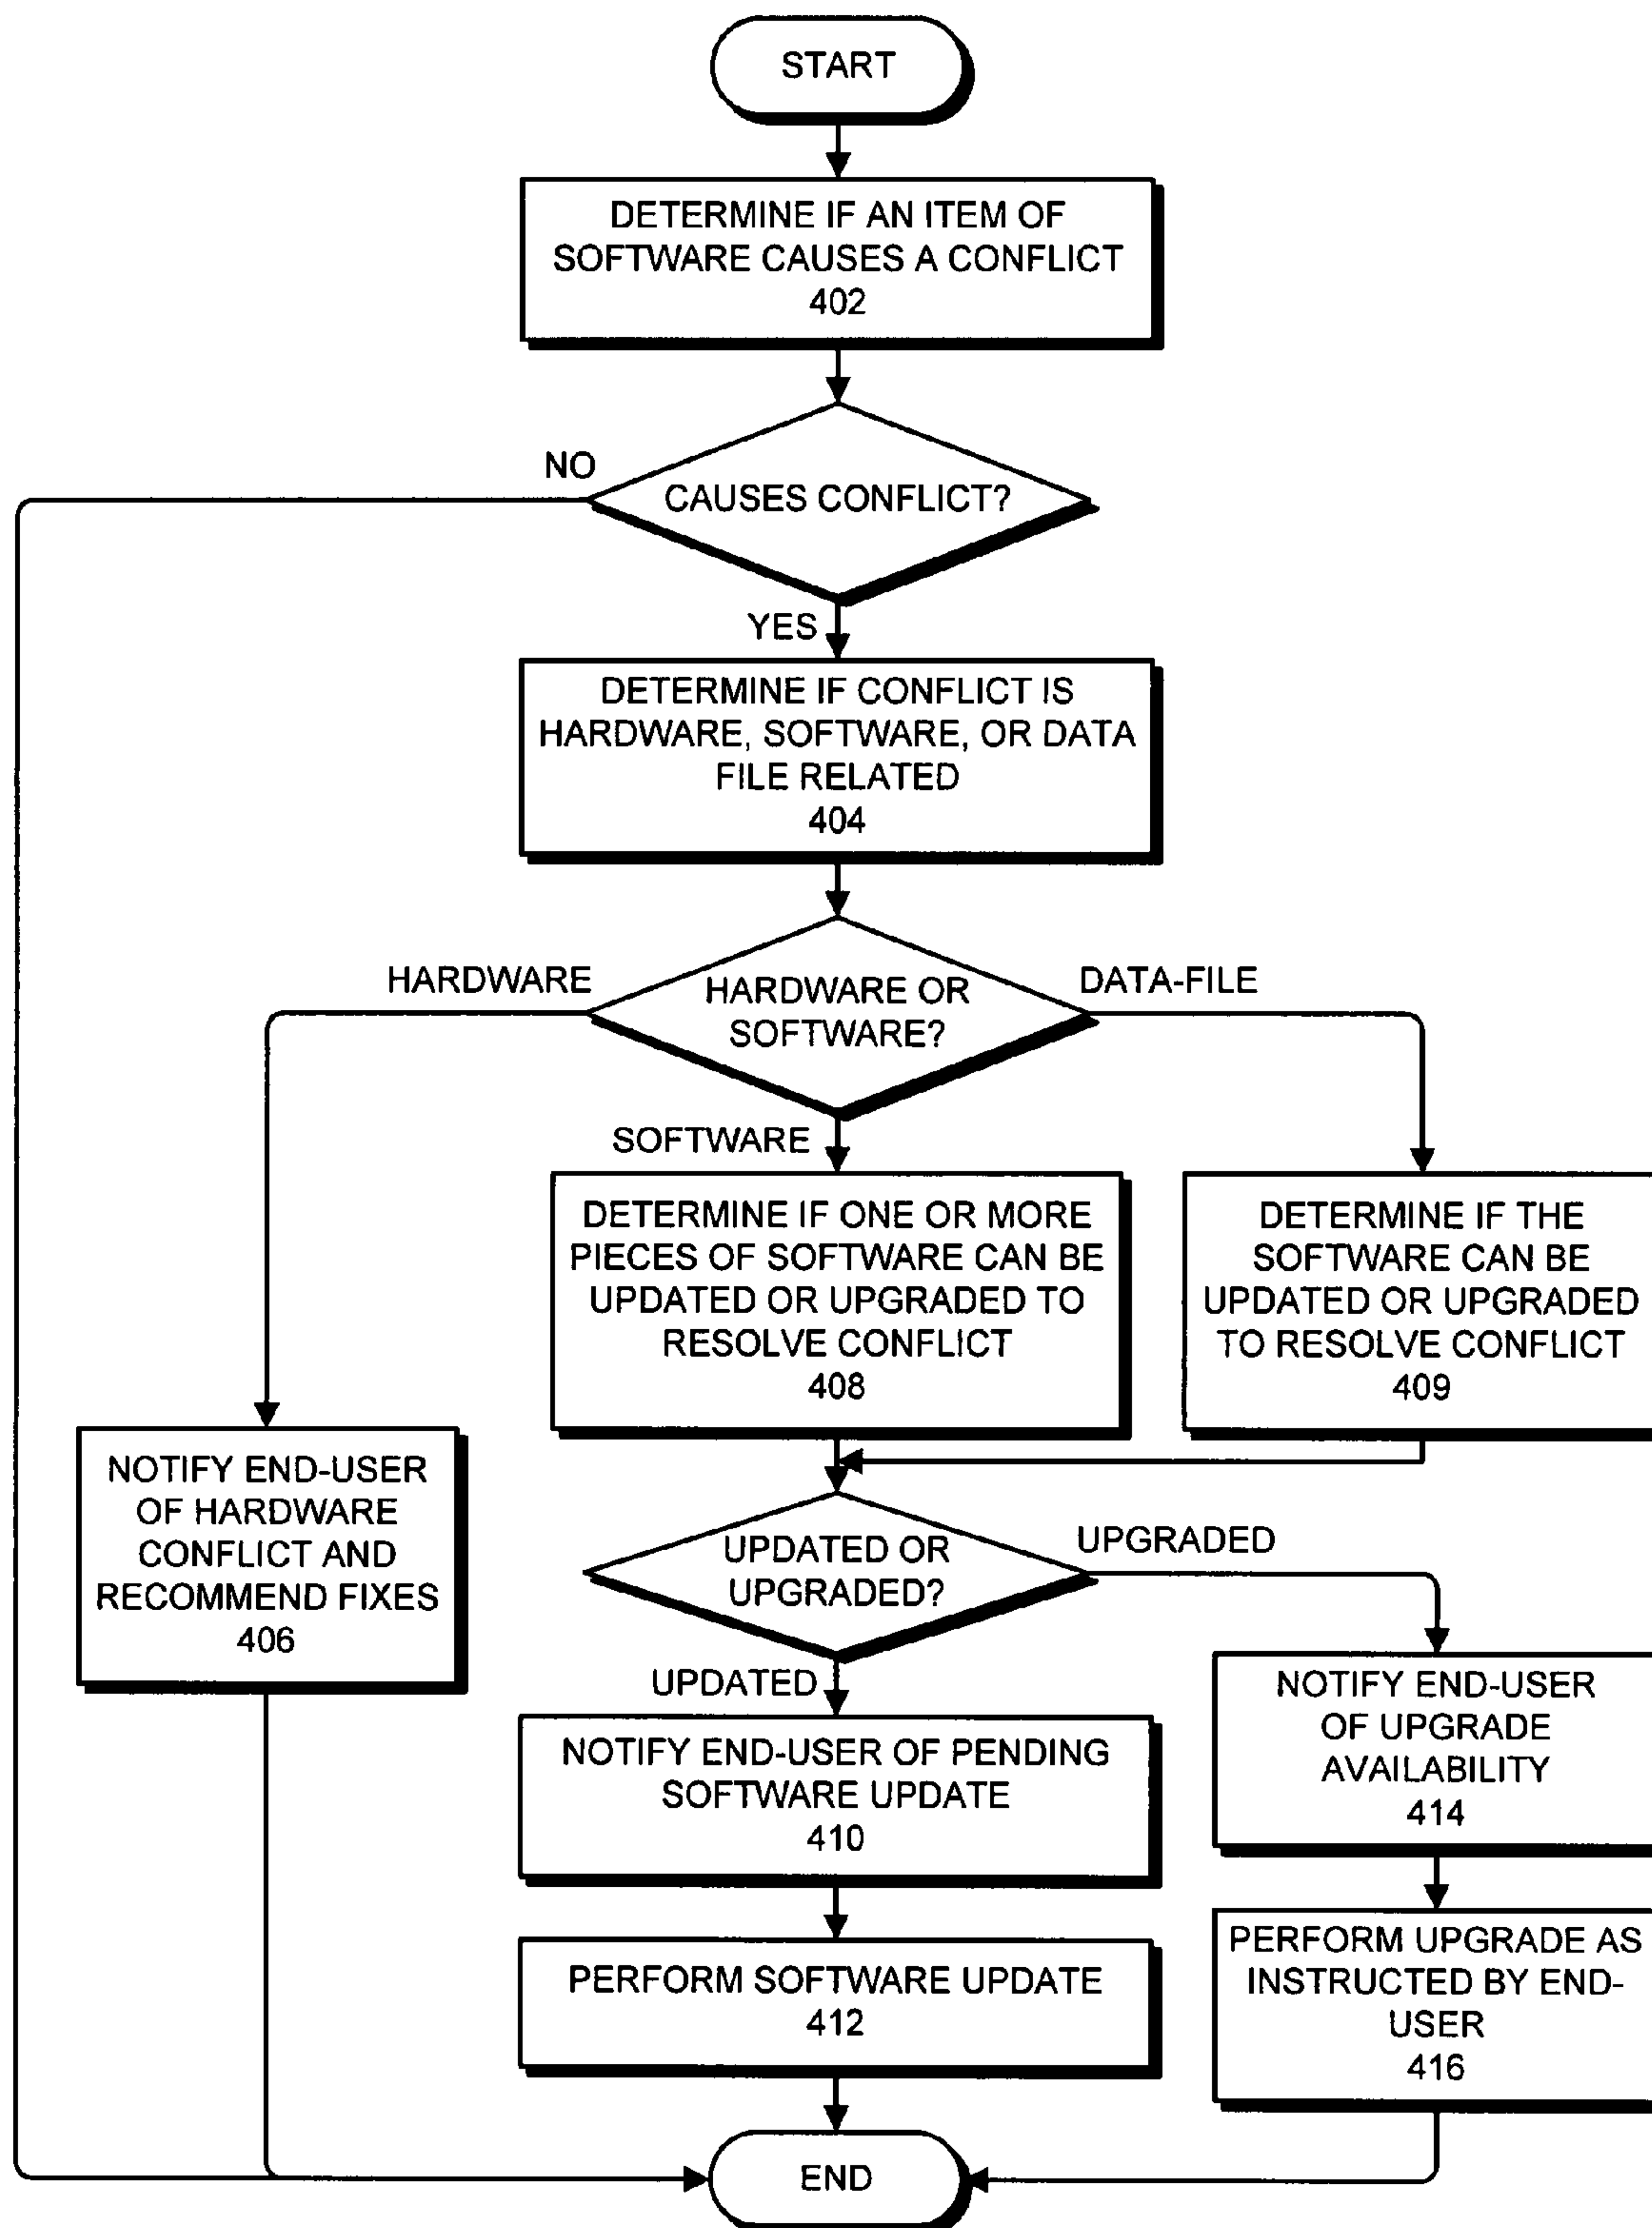 START
DETERMINE IF AN ITEM OF
SOFTWARE CAUSES A CONFLICT
402
NO
CAUSES CONFLICT?
YES
DETERMINE IF CONFLICT IS
HARDWARE, SOFTWARE, OR DATA
FILE RELATED
404
HARDWARE
HARDWARE OR
SOFTWARE?
DATA-FILE
SOFTWARE
DETERMINE IF ONE OR MORE
PIECES OF SOFTWARE CAN BE
UPDATED OR UPGRADED TO
RESOLVE CONFLICT
408
DETERMINE IF THE
SOFTWARE CAN BE
UPDATED OR UPGRADED
TO RESOLVE CONFLICT
409
NOTIFY END-USER
OF HARDWARE
CONFLICT AND
RECOMMEND FIXES
406
UPDATED OR
UPGRADED?
UPGRADED
UPDATED
NOTIFY END-USER OF PENDING
SOFTWARE UPDATE
410
NOTIFY END-USER
OF UPGRADE
AVAILABILITY
414
PERFORM SOFTWARE UPDATE
412
PERFORM UPGRADE AS
INSTRUCTED BY END-
USER
416
END